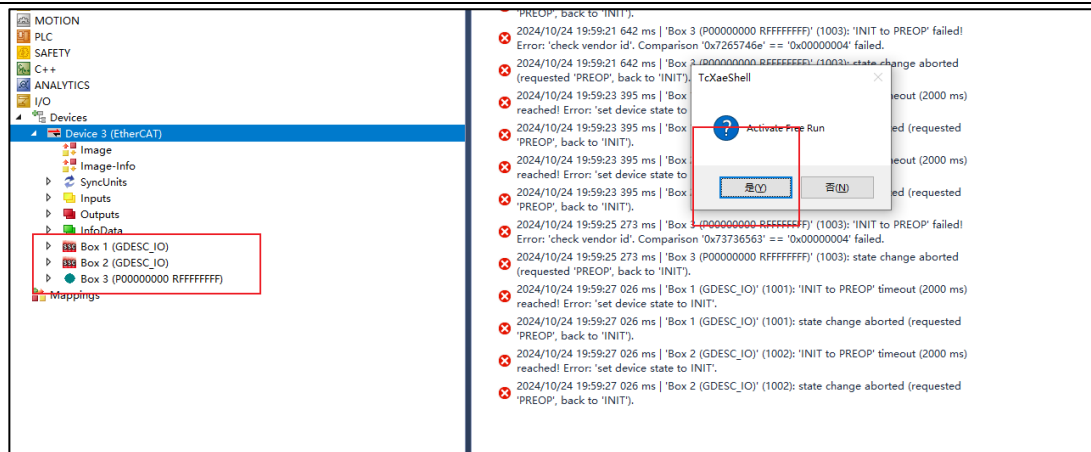 MOTION
PLC
SAFETY
C++
ANALYTICS
I/O
Devices
Device 3 (EtherCAT)
Image
Image-Info
SyncUnits
Inputs
Outputs
InfoData
Box 1 (GDESC_IO)
Box 2 (GDESC_IO)
Box 3 (P00000000 RFFFFFFF)
Mappings
'PREOP', back to 'INIT').
2024/10/24 19:59:21 642 ms | 'Box 3 (P00000000 RFFFFFFF)' (1003): 'INIT to PREOP' failed!
Error: 'check vendor id'. Comparison '0x7265746e' == '0x00000004' failed.
2024/10/24 19:59:21 642 ms | 'Box 3 (P00000000 RFFFFFFF)' (1003): state change aborted
(requested 'PREOP', back to 'INIT').
2024/10/24 19:59:23 395 ms | 'Box
eout (2000 ms)
reached! Error: 'set device state to
2024/10/24 19:59:23 395 ms | 'Box
ed (requested
'PREOP', back to 'INIT').
2024/10/24 19:59:23 395 ms | 'Box
eout (2000 ms)
reached! Error: 'set device state to
2024/10/24 19:59:23 395 ms | 'Box
ed (requested
'PREOP', back to 'INIT').
2024/10/24 19:59:25 273 ms | 'Box 3 (P00000000 RFFFFFFF)' (1003): 'INIT to PREOP' failed!
Error: 'check vendor id'. Comparison '0x73736563' == '0x00000004' failed.
2024/10/24 19:59:25 273 ms | 'Box 3 (P00000000 RFFFFFFF)' (1003): state change aborted
(requested 'PREOP', back to 'INIT').
2024/10/24 19:59:27 026 ms | 'Box 1 (GDESC_IO)' (1001): 'INIT to PREOP' timeout (2000 ms)
reached! Error: 'set device state to INIT'.
2024/10/24 19:59:27 026 ms | 'Box 1 (GDESC_IO)' (1001): state change aborted (requested
'PREOP', back to 'INIT').
2024/10/24 19:59:27 026 ms | 'Box 2 (GDESC_IO)' (1002): 'INIT to PREOP' timeout (2000 ms)
reached! Error: 'set device state to INIT'.
2024/10/24 19:59:27 026 ms | 'Box 2 (GDESC_IO)' (1002): state change aborted (requested
'PREOP', back to 'INIT').
TcXaeShell
Activate Free Run
是(Y)
否(N)